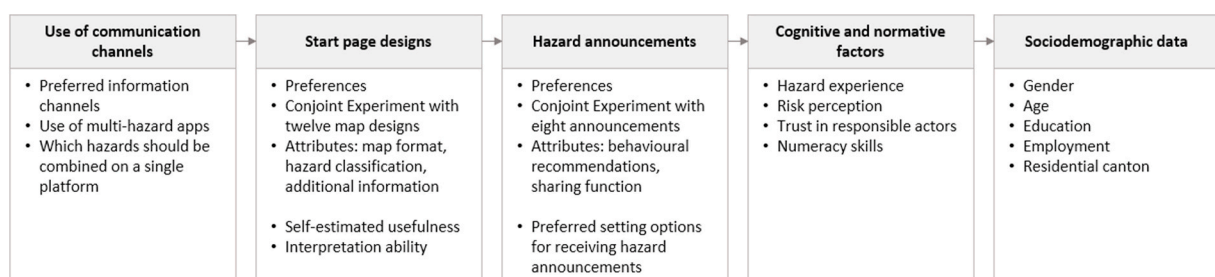 Use of communication
channels
• Preferred information
channels
• Use of multi-hazard apps
• Which hazards should be
combined on a single
platform
Start page designs
• Preferences
• Conjoint Experiment with
twelve map designs
• Attributes: map format,
hazard classification,
additional information
• Self-estimated usefulness
• Interpretation ability
Hazard announcements
• Preferences
• Conjoint Experiment with
eight announcements
• Attributes: behavioural
recommendations,
sharing function
• Preferred setting options
for receiving hazard
announcements
Cognitive and normative
factors
• Hazard experience
• Risk perception
• Trust in responsible actors
• Numeracy skills
Sociodemographic data
• Gender
• Age
• Education
• Employment
• Residential canton